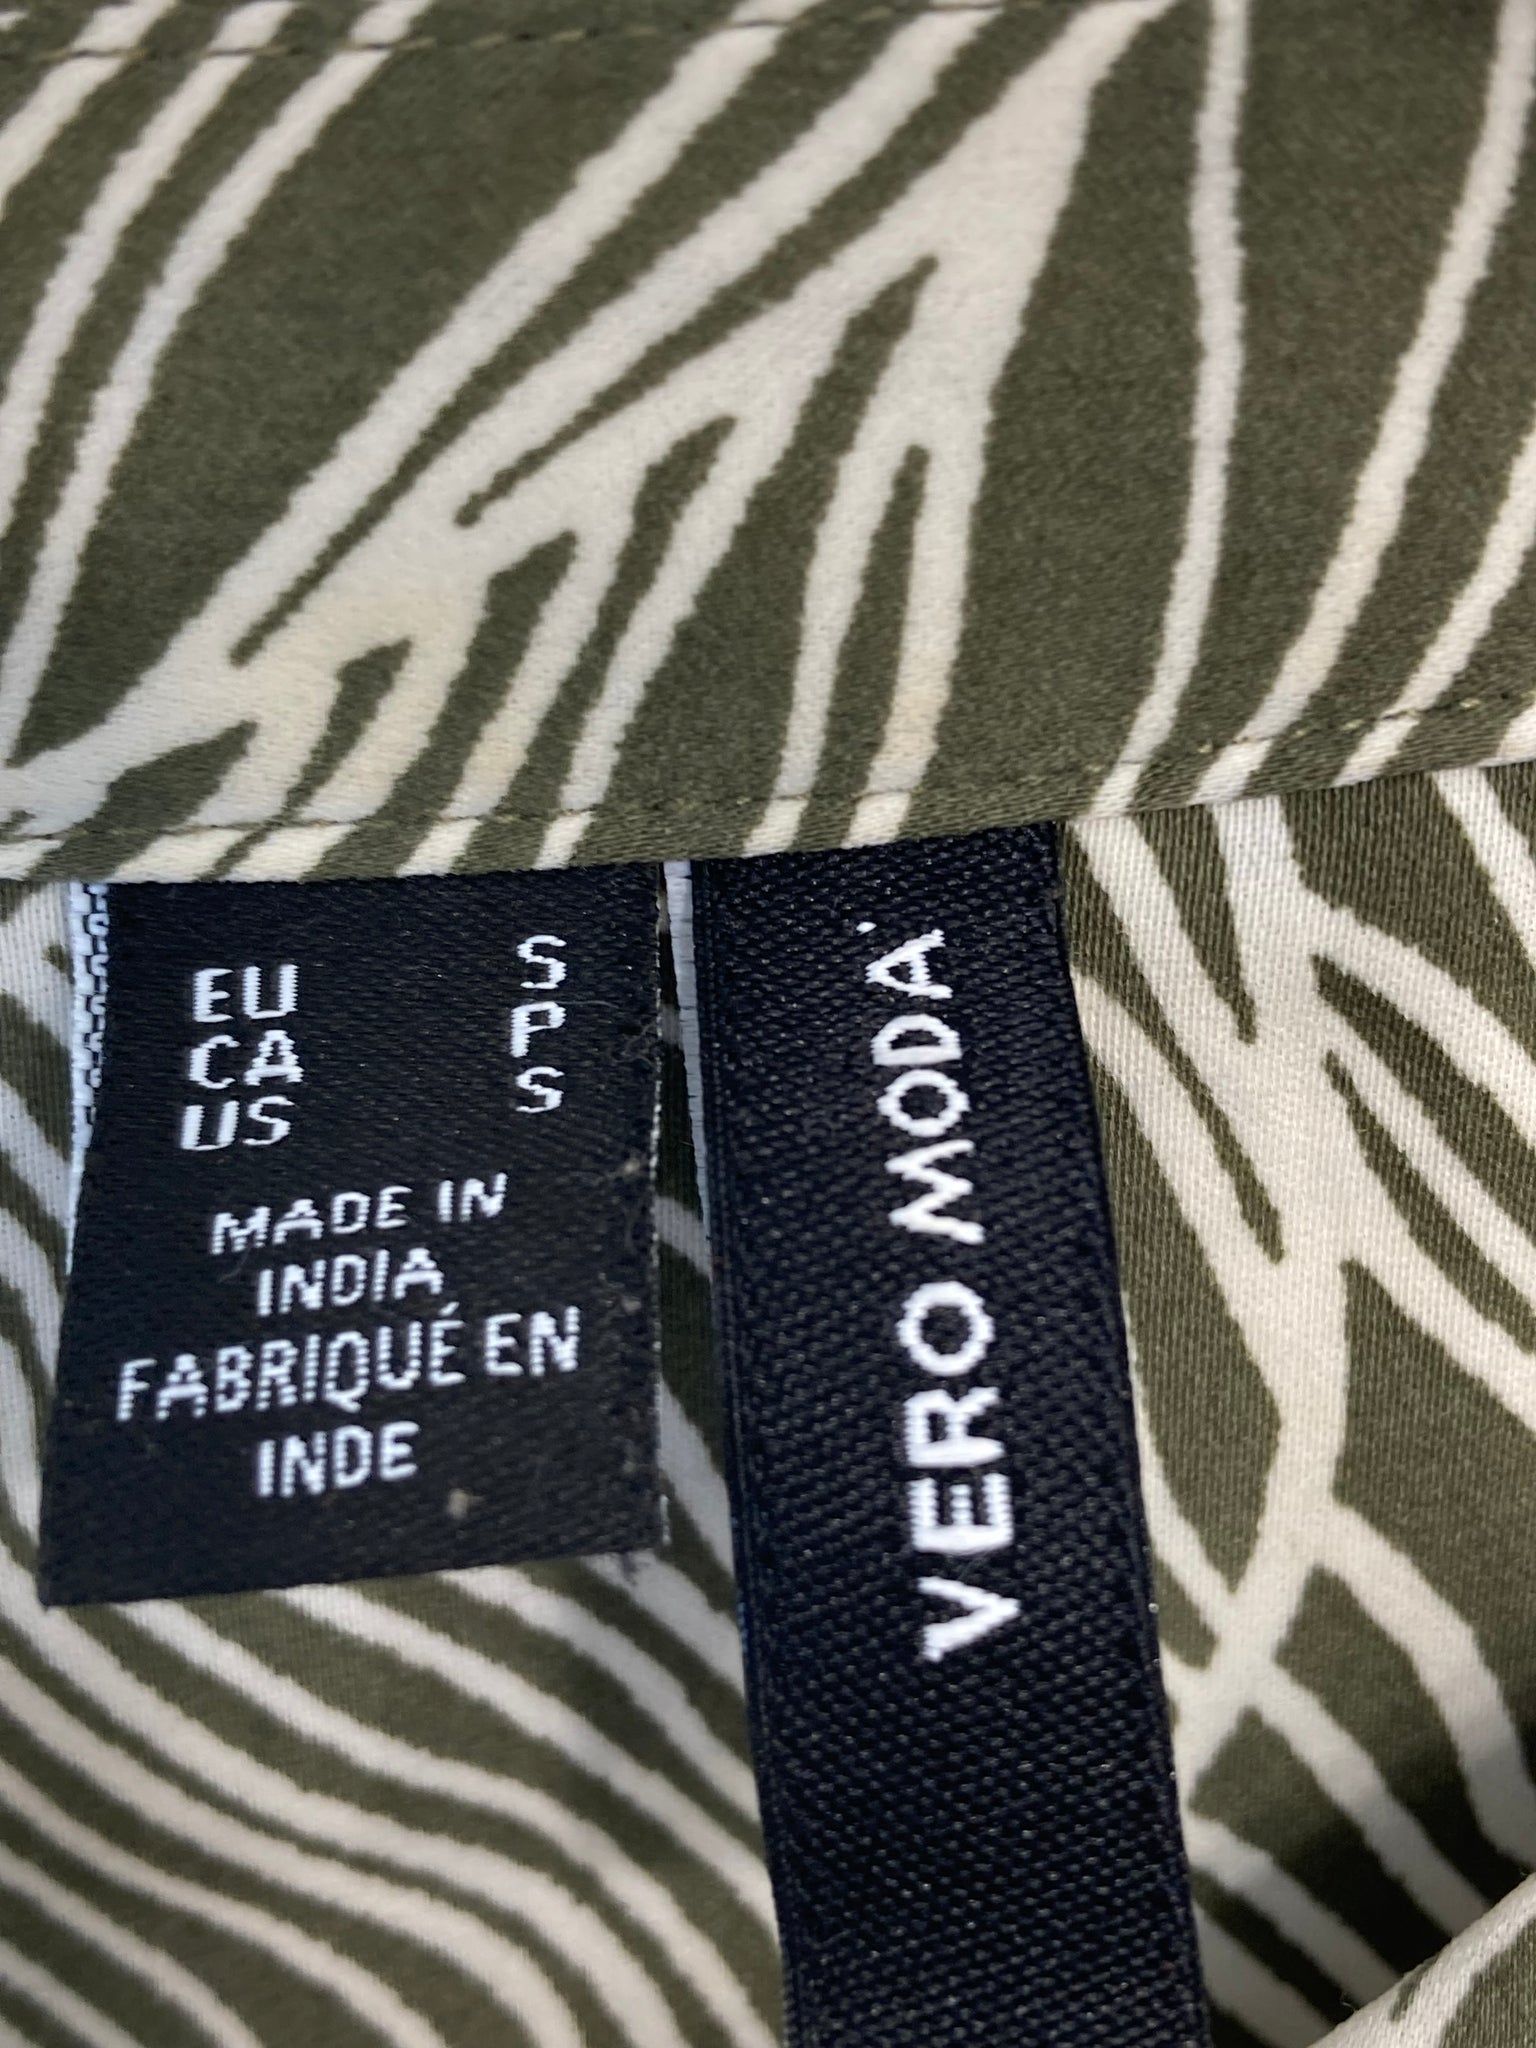 EU S
CA P
US S
MADE IN
INDIA
FABRIQUÉ EN
INDE
VERO MODA